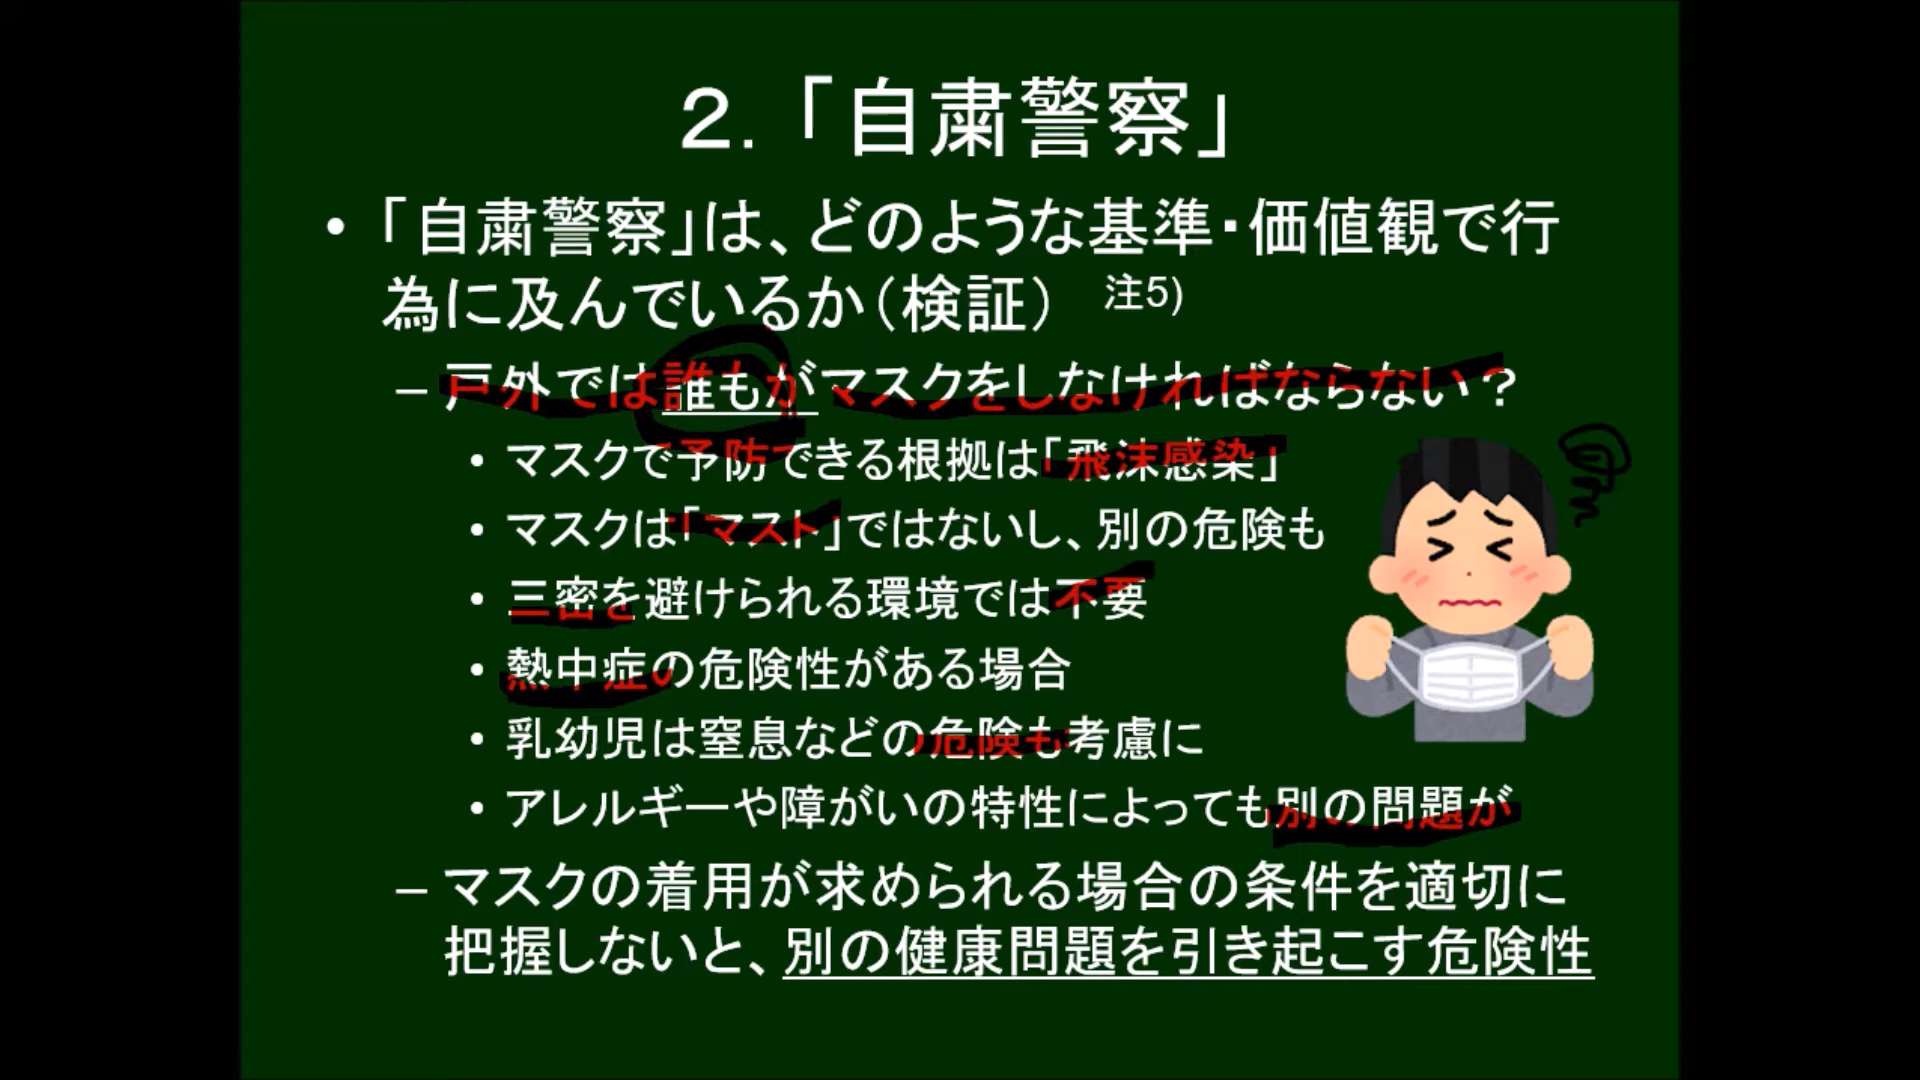 ２．「自粛警察」
•「自粛警察」は、どのような基準・価値観で行
為に及んでいるか（検証） 注5)
– 戸外では誰もがマスクをしなければならない？
• マスクで予防できる根拠は「飛沫感染」
• マスクは「マスト」ではないし、別の危険も
• 三密を避けられる環境では不要
• 熱中症の危険性がある場合
• 乳幼児は窒息などの危険も考慮に
• アレルギーや障がいの特性によっても別の問題が
– マスクの着用が求められる場合の条件を適切に
把握しないと、別の健康問題を引き起こす危険性